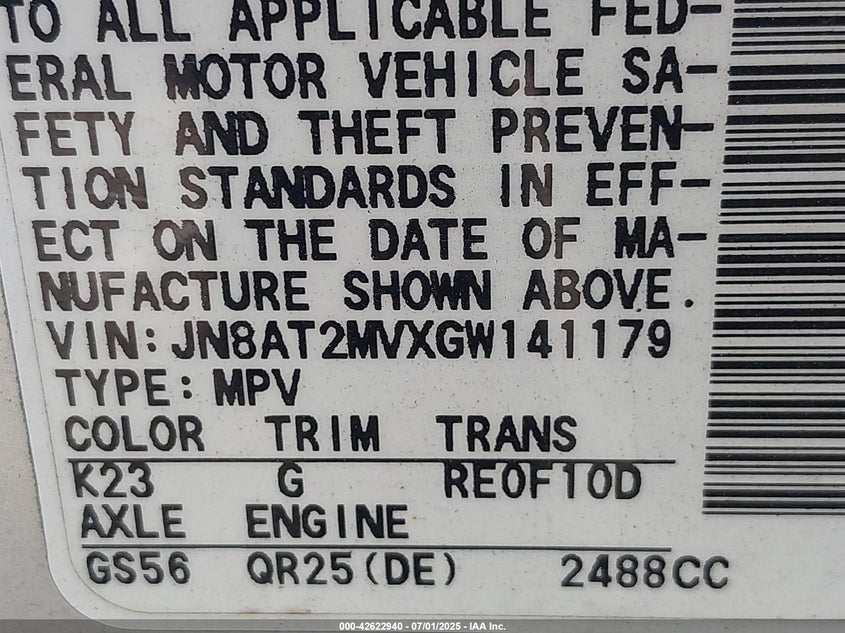 TO ALL APPLICABLE FED-
ERAL MOTOR VEHICLE SA-
FETY AND THEFT PREVEN-
TION STANDARDS IN EFF-
ECT ON THE DATE OF MA-
NUFACTURE SHOWN ABOVE.
VIN:JN8AT2MVXGW141179
TYPE:MPV
COLOR TRIM TRANS
K23 G RE0F10D
AXLE ENGINE
GS56 QR25(DE) 2488CC
000-42622940 - 07/01/2025 - IAA Inc.